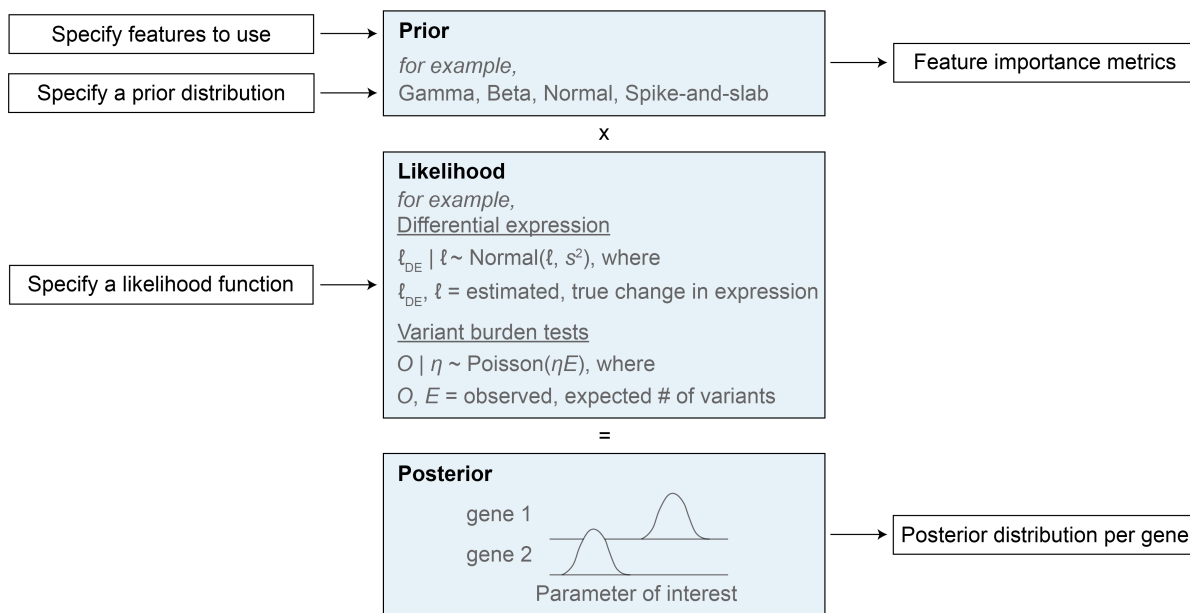 Specify features to use
Specify a prior distribution
Prior
for example,
Gamma, Beta, Normal, Spike-and-slab
Feature importance metrics
x
Specify a likelihood function
Likelihood
for example,
Differential expression
ℓDE | ℓ ~ Normal(ℓ, s²), where
ℓDE, ℓ = estimated, true change in expression
Variant burden tests
O | η ~ Poisson(ηE), where
O, E = observed, expected # of variants
=
Posterior
gene 1
gene 2
Parameter of interest
Posterior distribution per gene